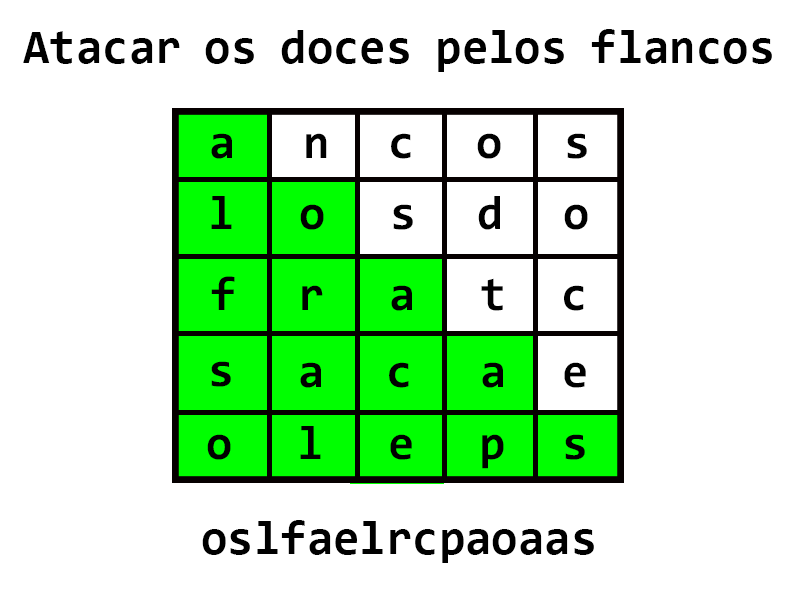 Atacar os doces pelos flancos
a n c o s
l o s d o
f r a t c
s a c a e
o l e p s
oslfaelrcpaoaas